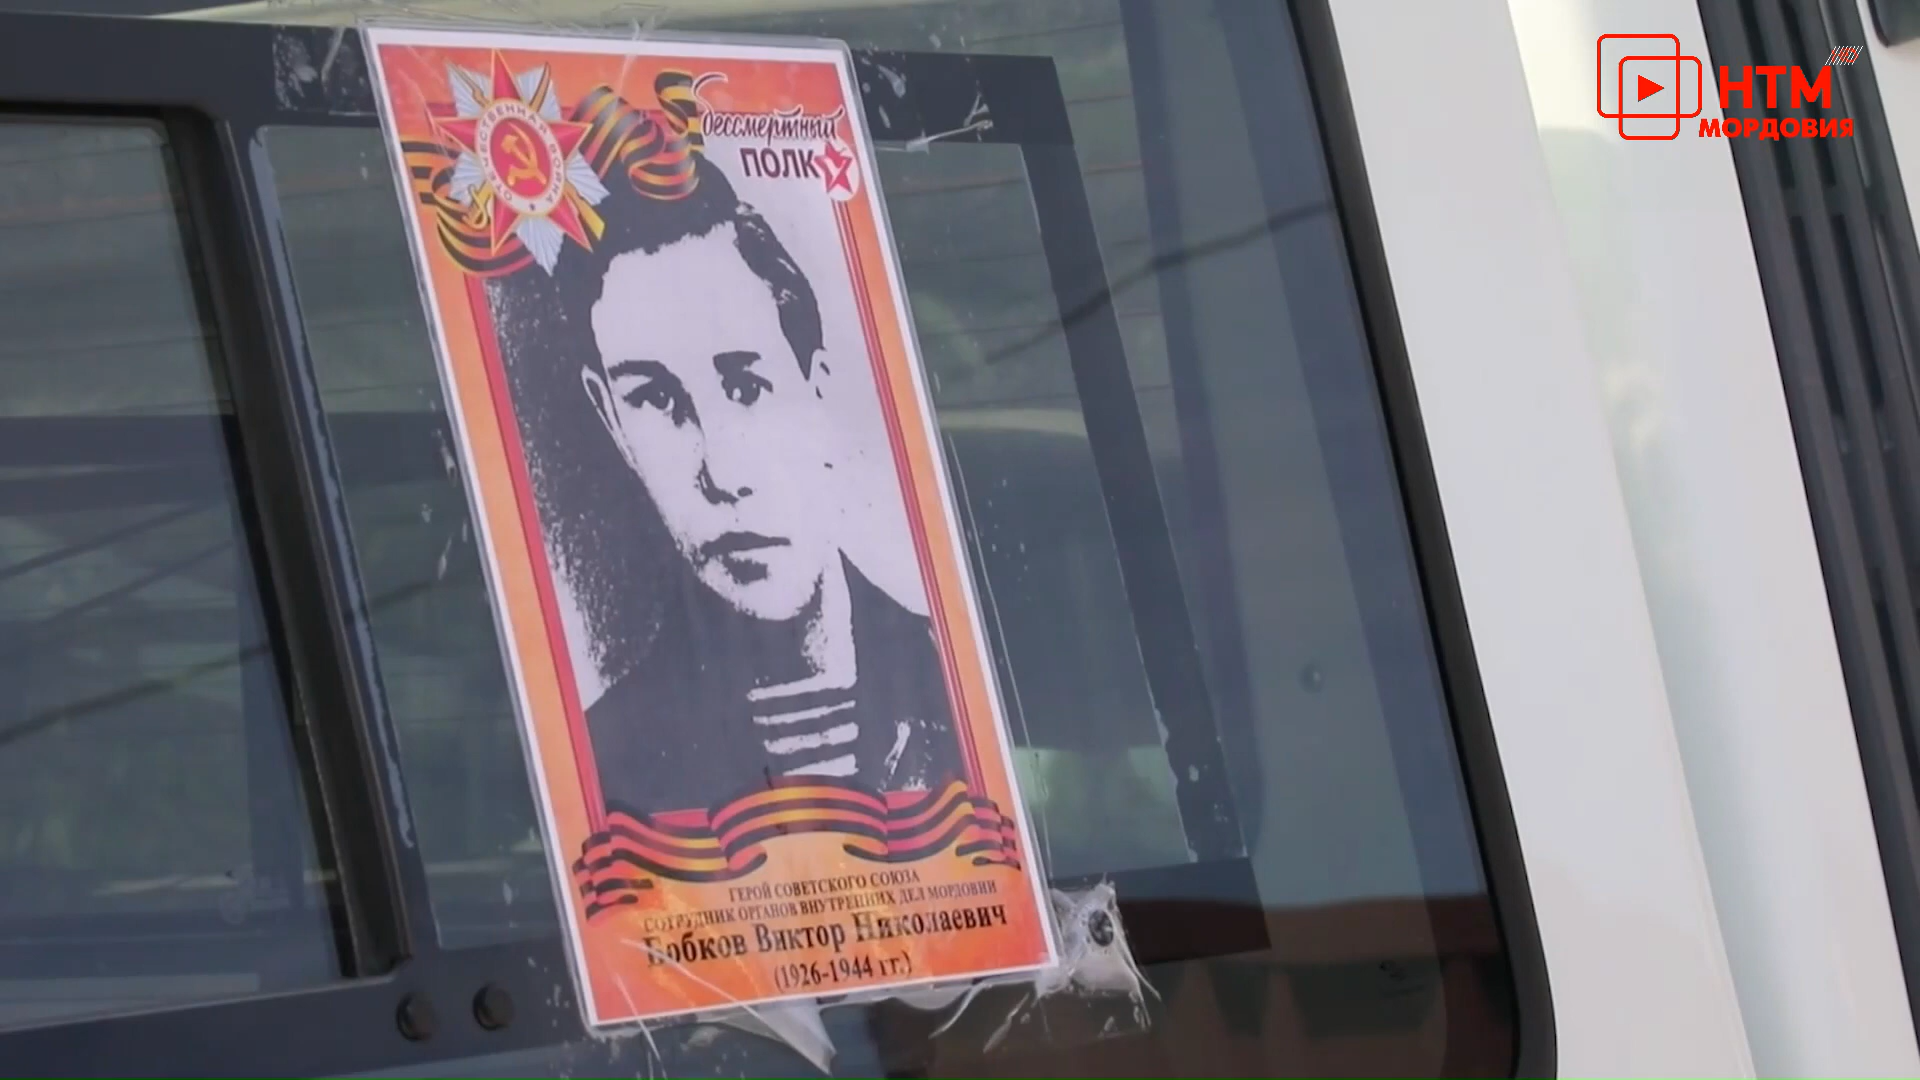 бессмертный
ПОЛК
ОТЕЧЕСТВЕННАЯ ВОЙНА
ГЕРОЙ СОВЕТСКОГО СОЮЗА
СОТРУДНИК ОРГАНОВ ВНУТРЕННИХ ДЕЛ МОРДОВИИ
Бобков Виктор Николаевич
(1926-1944 гг.)
НТМ
МОРДОВИЯ